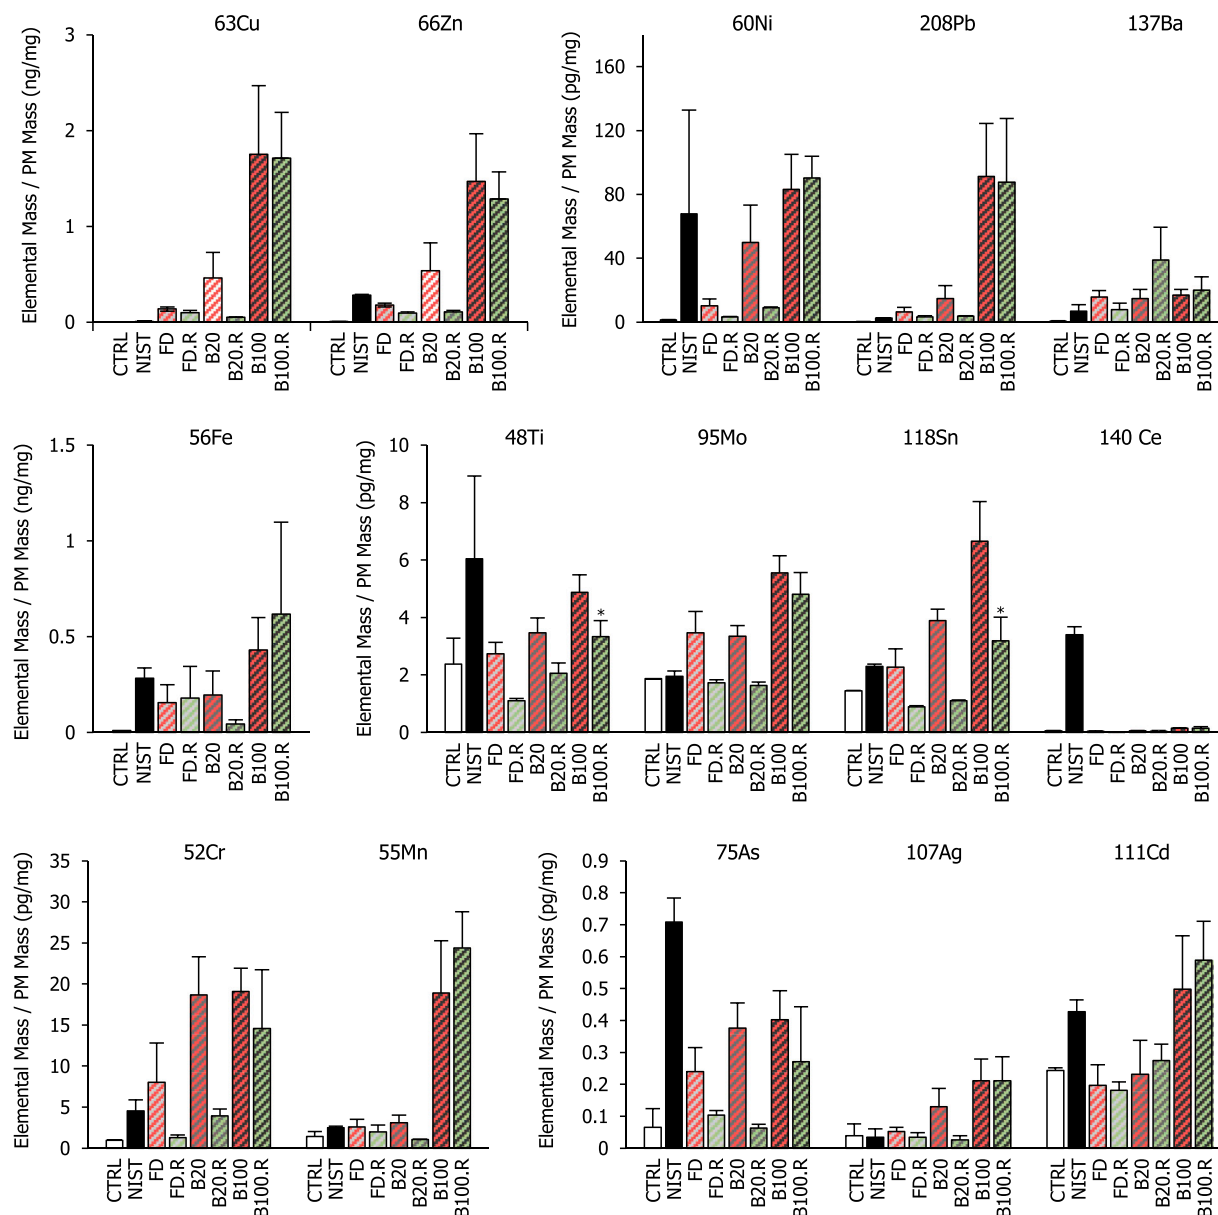 63Cu 66Zn
Elemental Mass / PM Mass (ng/mg)
3
2
1
0
CTRL NIST FD FD.R B20 B20.R B100 B100.R CTRL NIST FD FD.R B20 B20.R B100 B100.R
60Ni 208Pb 137Ba
Elemental Mass / PM Mass (pg/mg)
160
120
80
40
0
CTRL NIST FD FD.R B20 B20.R B100 B100.R CTRL NIST FD FD.R B20 B20.R B100 B100.R CTRL NIST FD FD.R B20 B20.R B100 B100.R
56Fe
Elemental Mass / PM Mass (ng/mg)
1.5
1
0.5
0
CTRL NIST FD FD.R B20 B20.R B100 B100.R
48Ti 95Mo 118Sn 140 Ce
Elemental Mass / PM Mass (pg/mg)
10
8
6
4
2
0
* *
CTRL NIST FD FD.R B20 B20.R B100 B100.R CTRL NIST FD FD.R B20 B20.R B100 B100.R CTRL NIST FD FD.R B20 B20.R B100 B100.R CTRL NIST FD FD.R B20 B20.R B100 B100.R
52Cr 55Mn
Elemental Mass / PM Mass (pg/mg)
35
30
25
20
15
10
5
0
CTRL NIST FD FD.R B20 B20.R B100 B100.R CTRL NIST FD FD.R B20 B20.R B100 B100.R
75As 107Ag 111Cd
Elemental Mass / PM Mass (pg/mg)
0.9
0.8
0.7
0.6
0.5
0.4
0.3
0.2
0.1
0
CTRL NIST FD FD.R B20 B20.R B100 B100.R CTRL NIST FD FD.R B20 B20.R B100 B100.R CTRL NIST FD FD.R B20 B20.R B100 B100.R